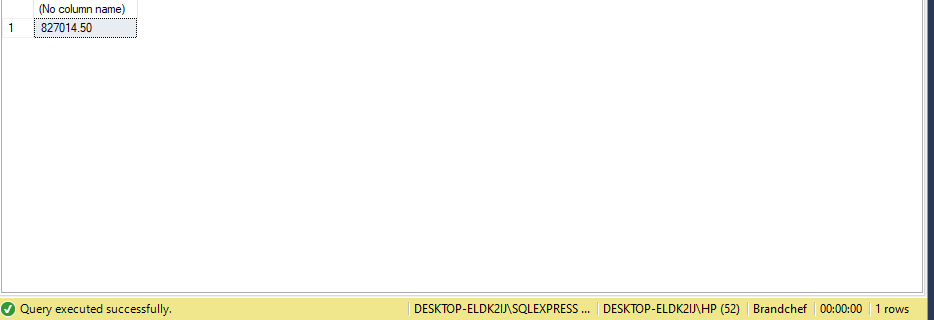 (No column name)
1 827014.50
Query executed successfully. DESKTOP-ELDK2IJ\SQLEXPRESS ... DESKTOP-ELDK2IJ\HP (52) Brandchef 00:00:00 1 rows